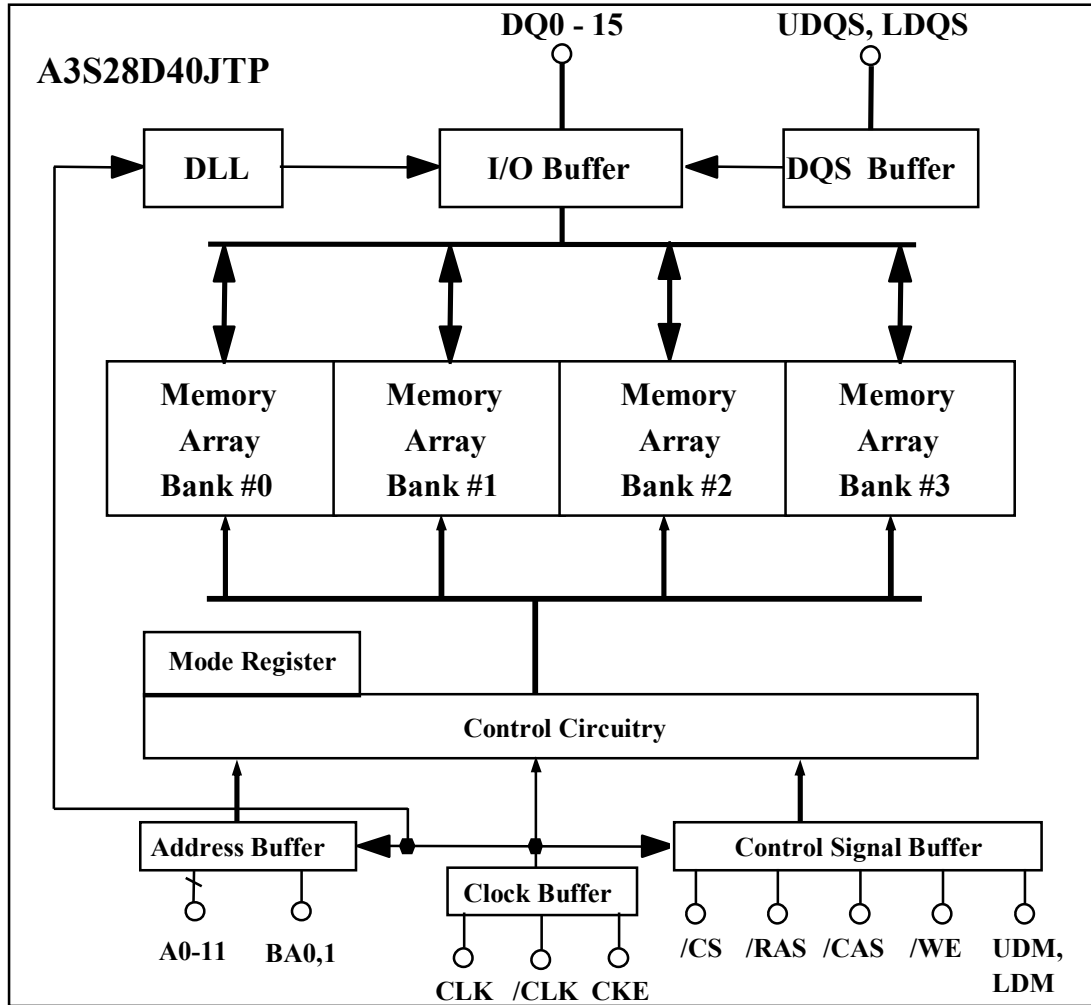 DQ0 - 15
UDQS, LDQS
A3S28D40JTP
DLL
I/O Buffer
DQS Buffer
Memory
Array
Bank #0
Memory
Array
Bank #1
Memory
Array
Bank #2
Memory
Array
Bank #3
Mode Register
Control Circuitry
Address Buffer
Control Signal Buffer
Clock Buffer
A0-11
BA0,1
/CS
/RAS
/CAS
/WE
UDM,
LDM
CLK
/CLK
CKE